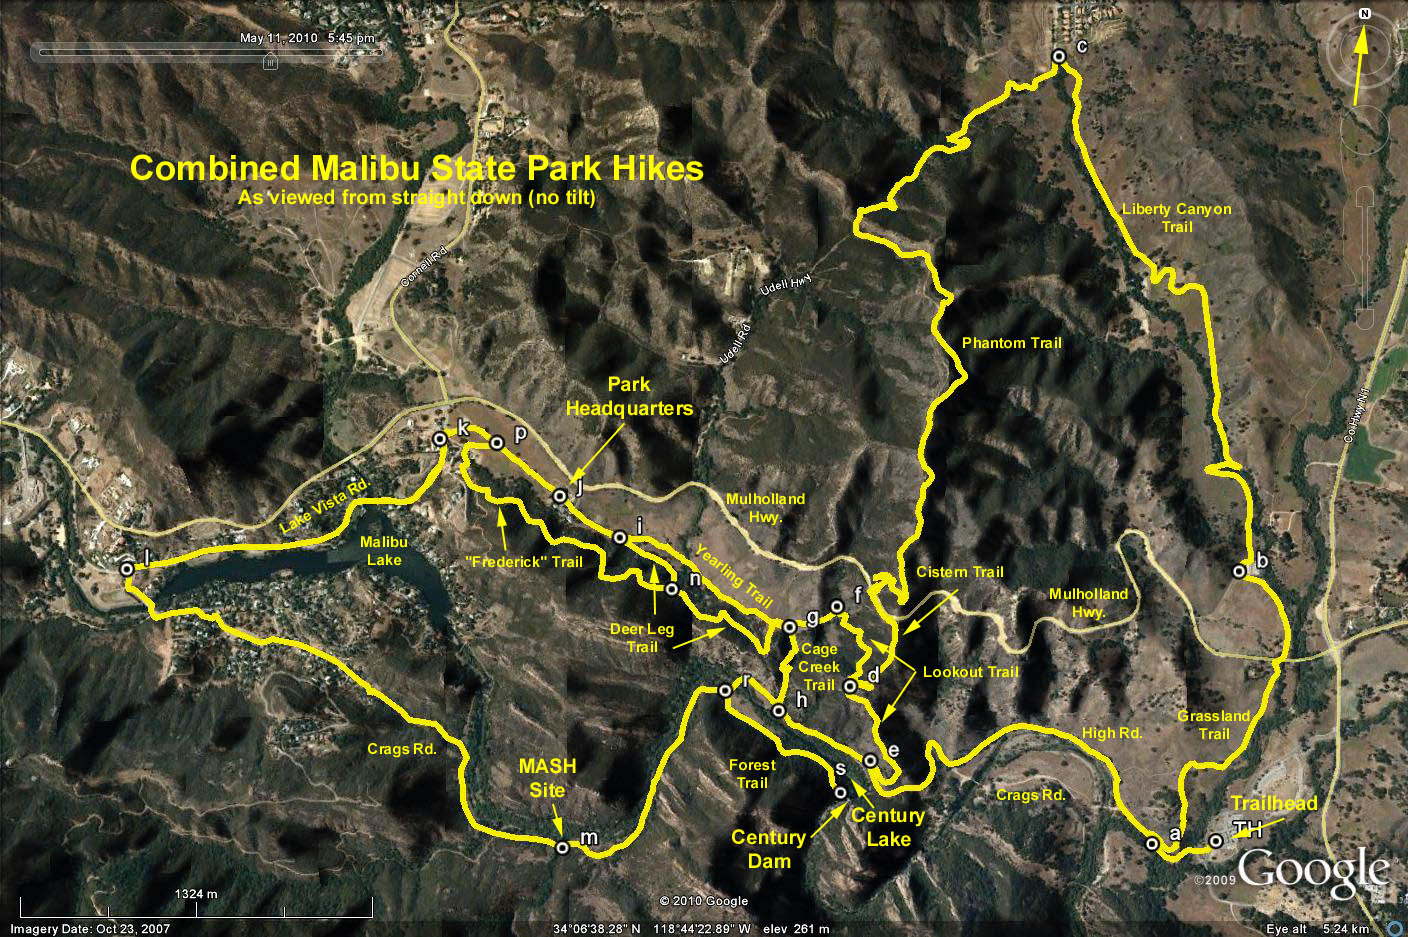 May 11, 2010 5:45 pm
N
c
Combined Malibu State Park Hikes
As viewed from straight down (no tilt)
Liberty Canyon
Trail
Cornell Rd
Udell Hwy
Udell Rd
Phantom Trail
Park
Headquarters
Co Hwy N1
k
p
j
Lake Vista Rd.
Mulholland
Hwy.
i
l
Malibu
Lake
"Frederick" Trail
Yearling Trail
n
b
Cistern Trail
f
g
Mulholland
Hwy.
Deer Leg
Trail
Cage
Creek
Trail
d
Lookout Trail
r
h
Grassland
Trail
High Rd.
Crags Rd.
e
MASH
Site
Forest
Trail
s
Crags Rd.
Trailhead
Century
Lake
Century
Dam
m
a
TH
©2009 Google
1324 m
© 2010 Google
Imagery Date: Oct 23, 2007
34°06'38.28" N 118°44'22.89" W elev 261 m
Eye alt 5.24 km